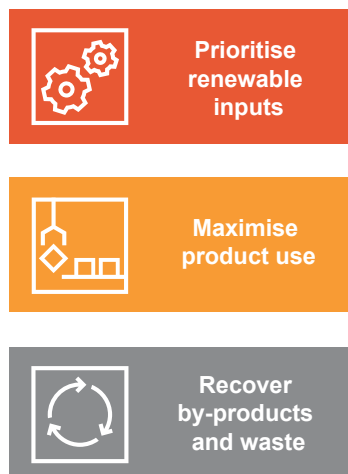 Prioritise
renewable
inputs
Maximise
product use
Recover
by-products
and waste